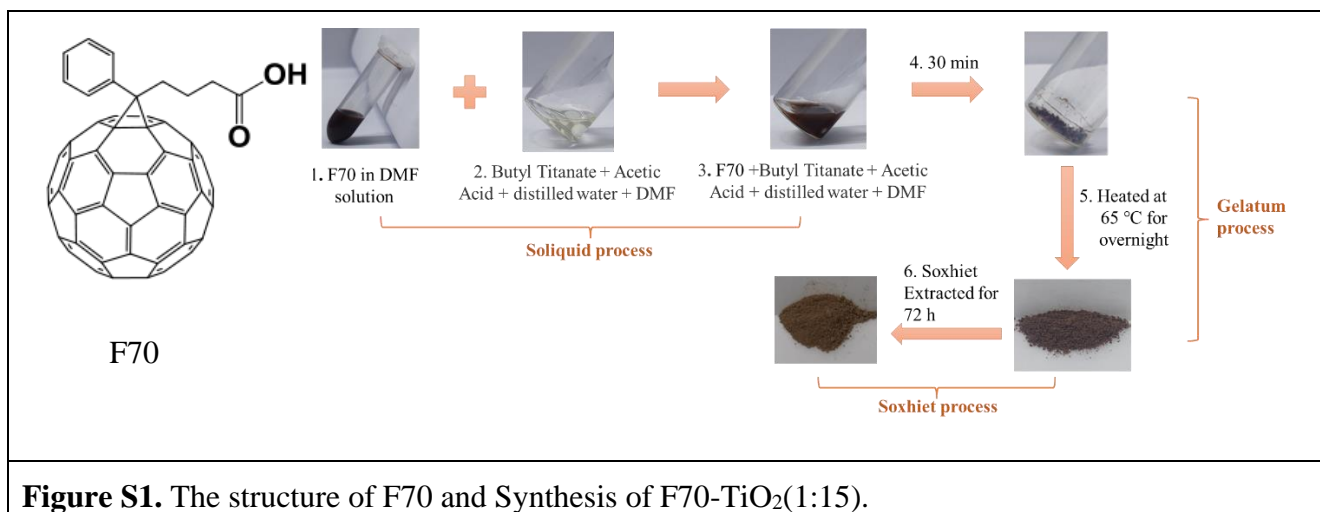 OH
O
F70
1. F70 in DMF
solution
2. Butyl Titanate + Acetic
Acid + distilled water + DMF
3. F70 +Butyl Titanate + Acetic
Acid + distilled water + DMF
4. 30 min
5. Heated at
65 °C for
overnight
Gelatum
process
Soliquid process
6. Soxhiet
Extracted for
72 h
Soxhiet process
Figure S1. The structure of F70 and Synthesis of F70-TiO₂(1:15).